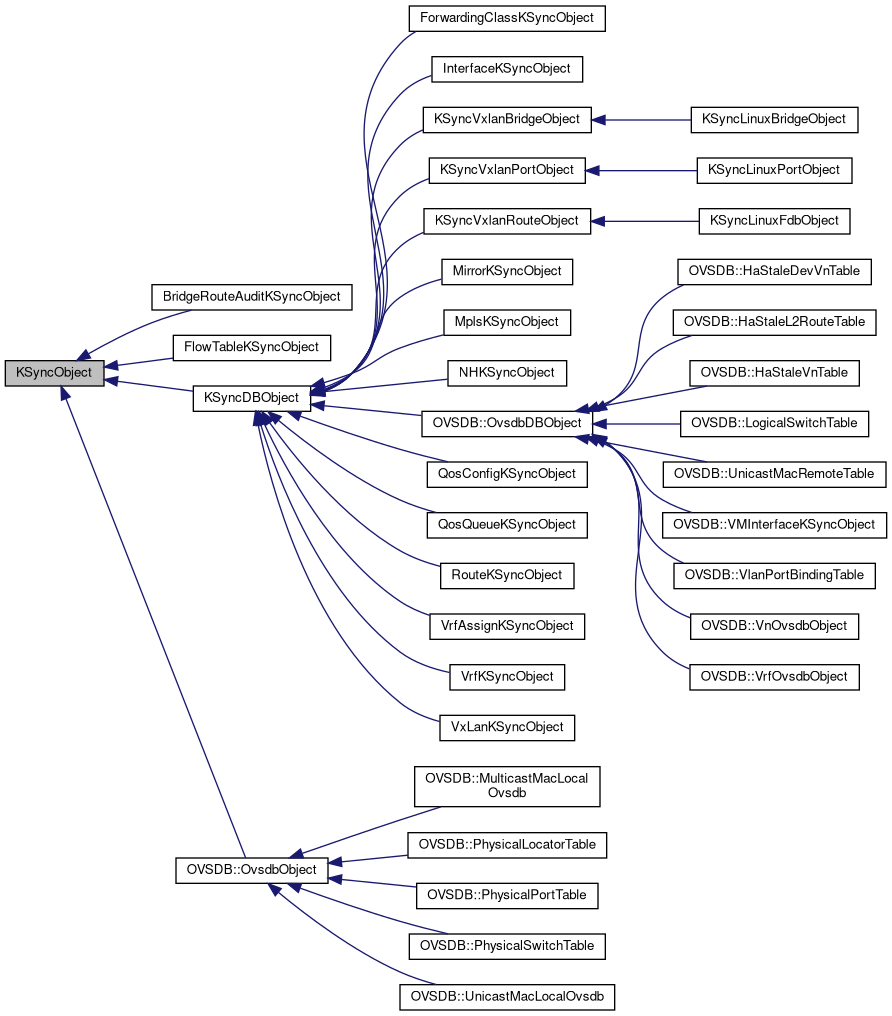 ForwardingClassKSyncObject
InterfaceKSyncObject
KSyncVxlanBridgeObject
KSyncLinuxBridgeObject
KSyncVxlanPortObject
KSyncLinuxPortObject
KSyncVxlanRouteObject
KSyncLinuxFdbObject
MirrorKSyncObject
OVSDB::HaStaleDevVnTable
BridgeRouteAuditKSyncObject
MplsKSyncObject
OVSDB::HaStaleL2RouteTable
FlowTableKSyncObject
KSyncObject
NHKSyncObject
OVSDB::HaStaleVnTable
KSyncDBObject
OVSDB::OvsdbDBObject
OVSDB::LogicalSwitchTable
QosConfigKSyncObject
OVSDB::UnicastMacRemoteTable
QosQueueKSyncObject
OVSDB::VMInterfaceKSyncObject
RouteKSyncObject
OVSDB::VlanPortBindingTable
VrfAssignKSyncObject
OVSDB::VnOvsdbObject
VrfKSyncObject
OVSDB::VrfOvsdbObject
VxLanKSyncObject
OVSDB::MulticastMacLocal
Ovsdb
OVSDB::PhysicalLocatorTable
OVSDB::OvsdbObject
OVSDB::PhysicalPortTable
OVSDB::PhysicalSwitchTable
OVSDB::UnicastMacLocalOvsdb